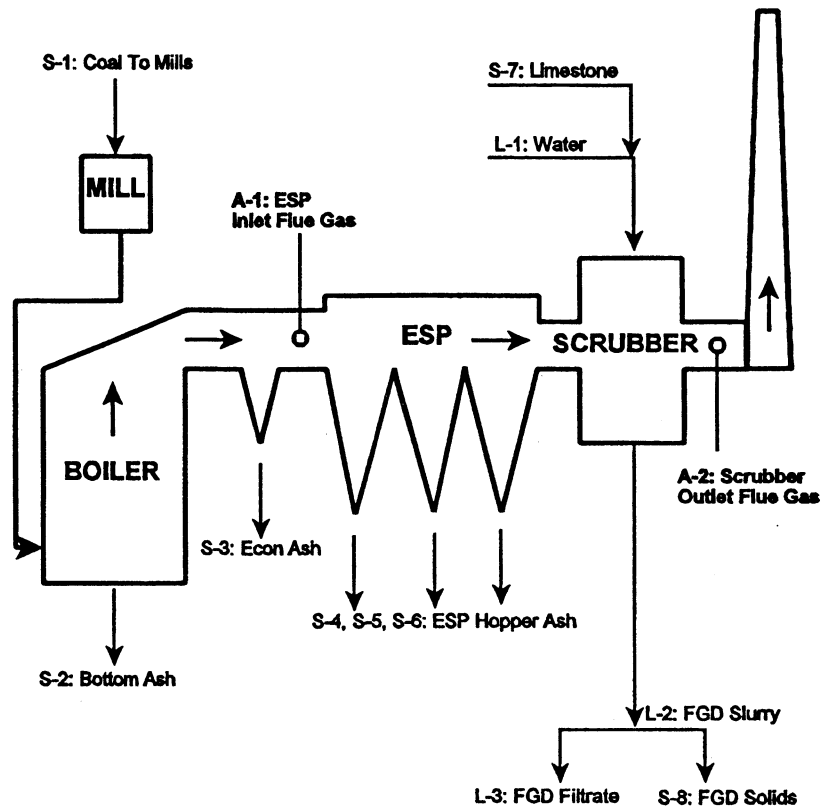 S-1: Coal To Mills
S-7: Limestone
L-1: Water
MILL
A-1: ESP
Inlet Flue Gas
ESP
SCRUBBER
BOILER
A-2: Scrubber
Outlet Flue Gas
S-3: Econ Ash
S-4, S-5, S-6: ESP Hopper Ash
S-2: Bottom Ash
L-2: FGD Slurry
L-3: FGD Filtrate
S-8: FGD Solids